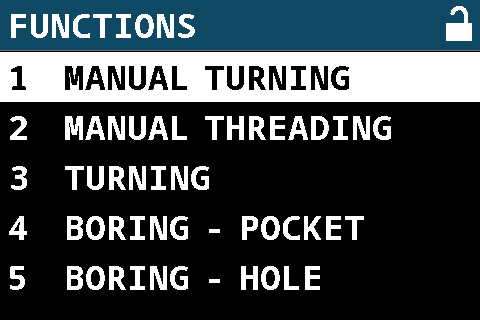 FUNCTIONS
1 MANUAL TURNING
2 MANUAL THREADING
3 TURNING
4 BORING - POCKET
5 BORING - HOLE